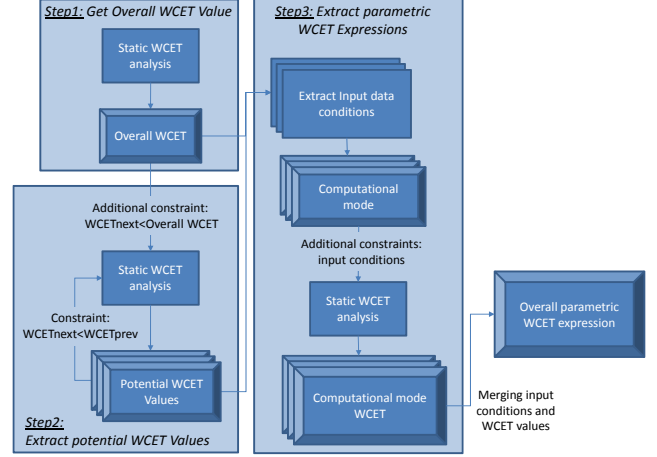 Step1: Get Overall WCET Value
Static WCET
analysis
Overall WCET
Additional constraint:
WCETnext<Overall WCET
Static WCET
analysis
Constraint:
WCETnext<WCETprev
Potential WCET
Values
Step2:
Extract potential WCET Values
Step3: Extract parametric
WCET Expressions
Extract Input data
conditions
Computational
mode
Additional constraints:
input conditions
Static WCET
analysis
Computational mode
WCET
Merging input
conditions and
WCET values
Overall parametric
WCET expression